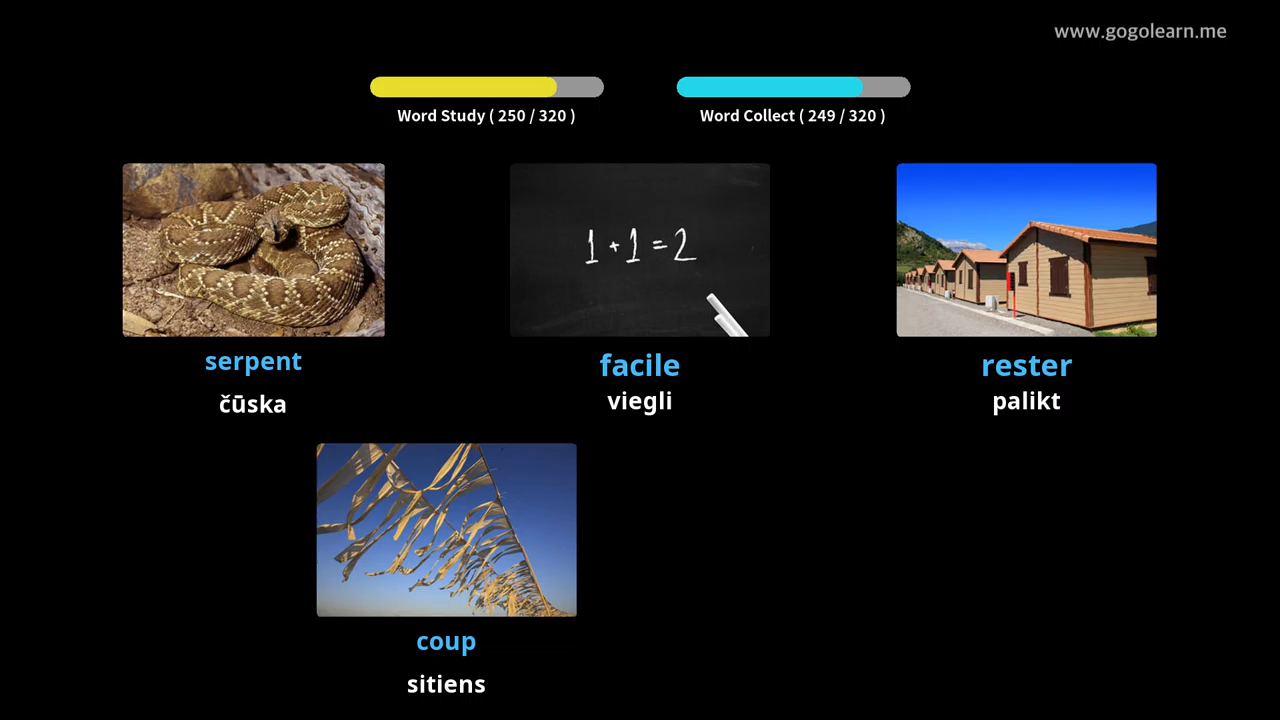 www.gogolearn.me
Word Study ( 250 / 320 )
Word Collect ( 249 / 320 )
1 + 1 = 2
serpent
čūska
facile
viegli
rester
palikt
coup
sitiens